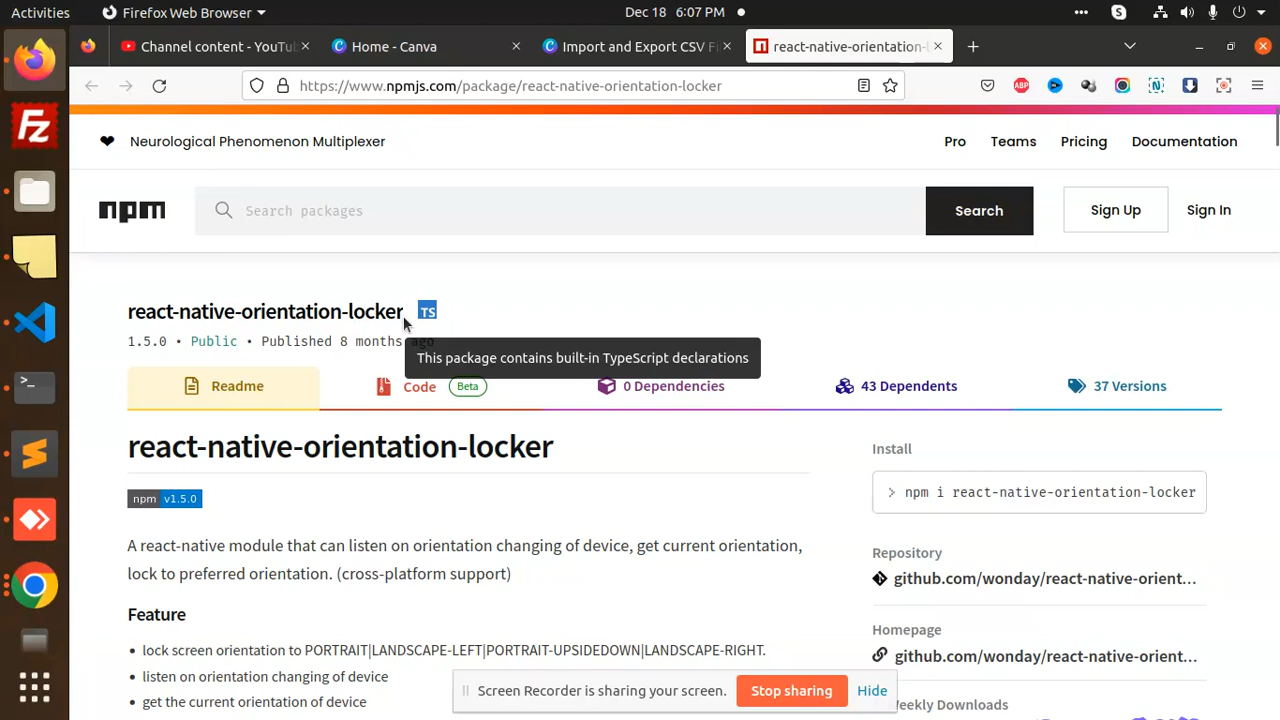 Activities
Firefox Web Browser
Dec 18 6:07 PM
Channel content - YouTu
Home - Canva
Import and Export CSV Fi
react-native-orientation-l
https://www.npmjs.com/package/react-native-orientation-locker
ABP
N
Neurological Phenomenon Multiplexer
Pro
Teams
Pricing
Documentation
npm
Search packages
Search
Sign Up
Sign In
react-native-orientation-locker
TS
1.5.0 • Public • Published 8 months ago
This package contains built-in TypeScript declarations
Readme
Code
Beta
0 Dependencies
43 Dependents
37 Versions
react-native-orientation-locker
npm v1.5.0
A react-native module that can listen on orientation changing of device, get current orientation,
lock to preferred orientation. (cross-platform support)
Feature
• lock screen orientation to PORTRAIT|LANDSCAPE-LEFT|PORTRAIT-UPSIDEDOWN|LANDSCAPE-RIGHT.
• listen on orientation changing of device
• get the current orientation of device
Install
> npm i react-native-orientation-locker
Repository
github.com/wonday/react-native-orient...
Homepage
github.com/wonday/react-native-orient...
Weekly Downloads
Screen Recorder is sharing your screen.
Stop sharing
Hide